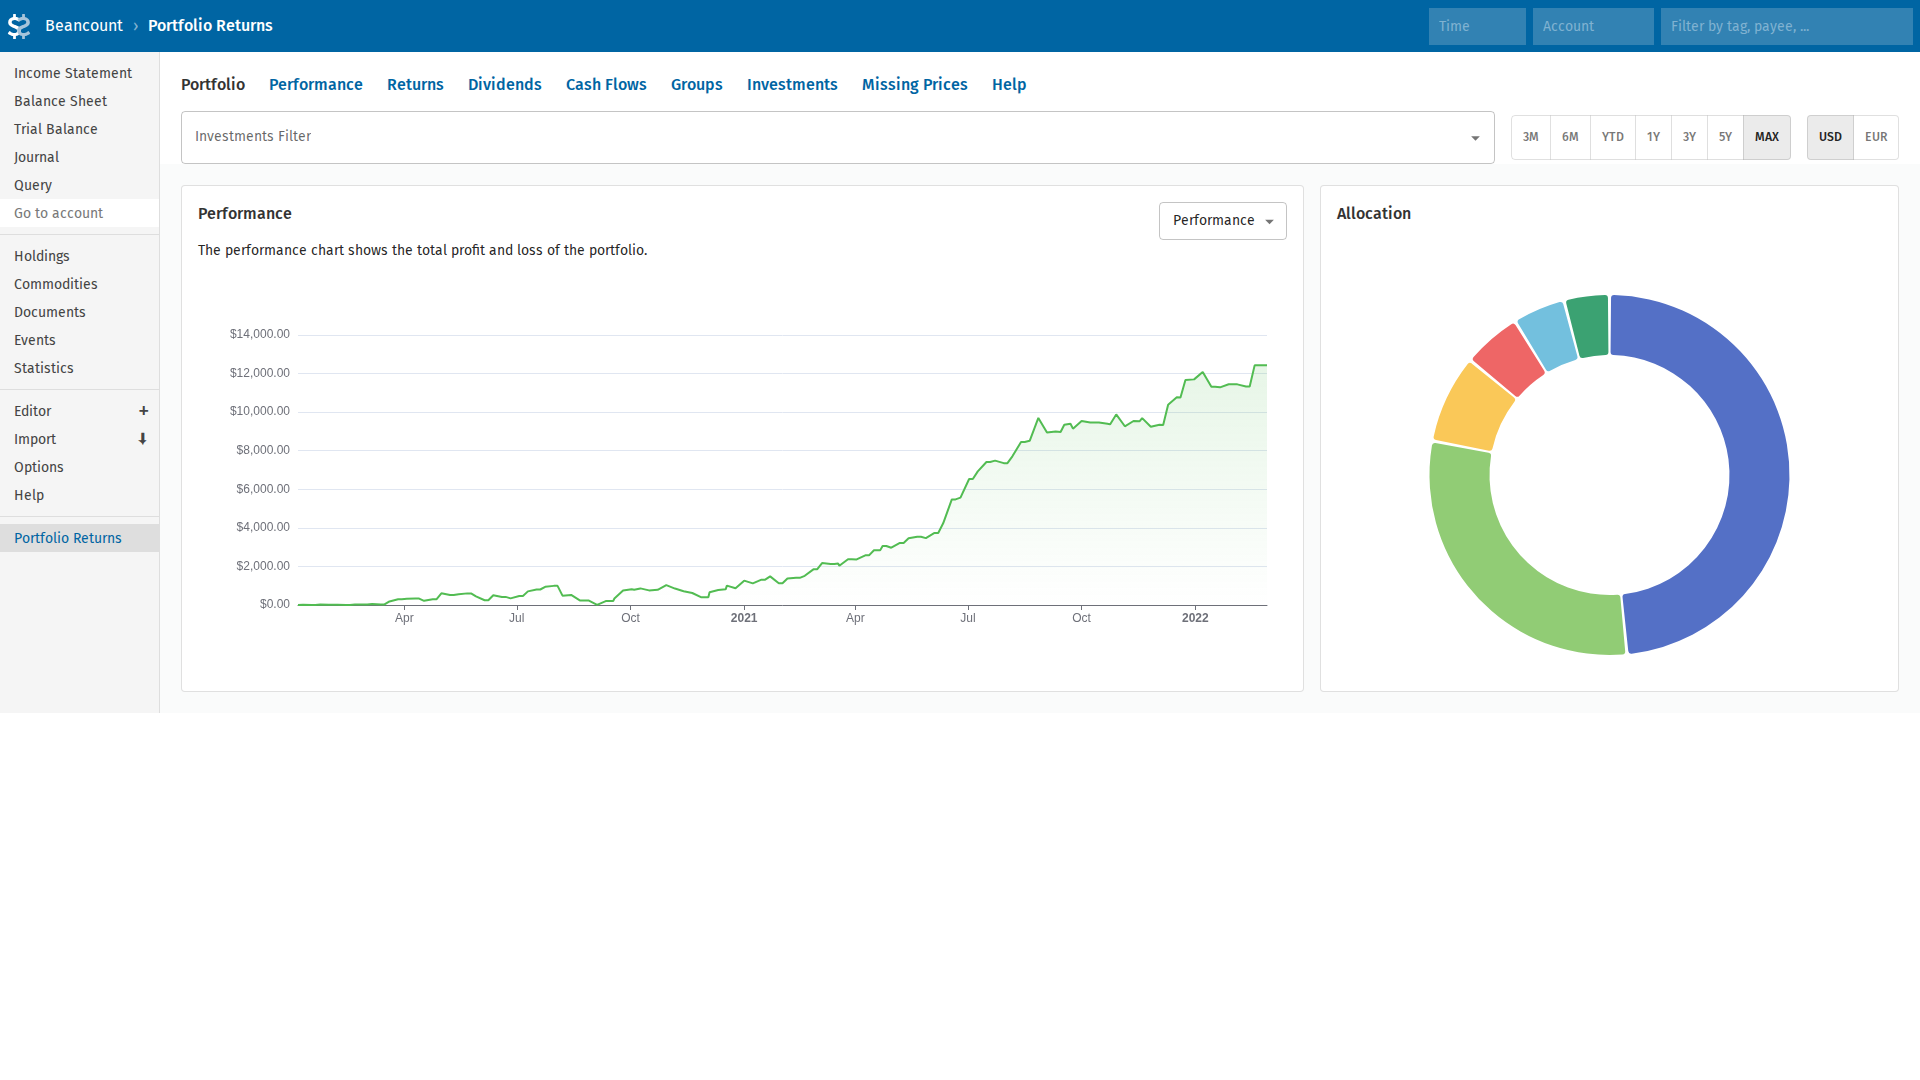 Beancount › Portfolio Returns
Time
Account
Filter by tag, payee, ...
Income Statement
Balance Sheet
Trial Balance
Journal
Query
Go to account
Holdings
Commodities
Documents
Events
Statistics
Editor +
Import ⬇
Options
Help
Portfolio Returns
Portfolio Performance Returns Dividends Cash Flows Groups Investments Missing Prices Help
Investments Filter
3M 6M YTD 1Y 3Y 5Y MAX
USD EUR
Performance
Performance
The performance chart shows the total profit and loss of the portfolio.
$14,000.00
$12,000.00
$10,000.00
$8,000.00
$6,000.00
$4,000.00
$2,000.00
$0.00
Apr Jul Oct 2021 Apr Jul Oct 2022
Allocation